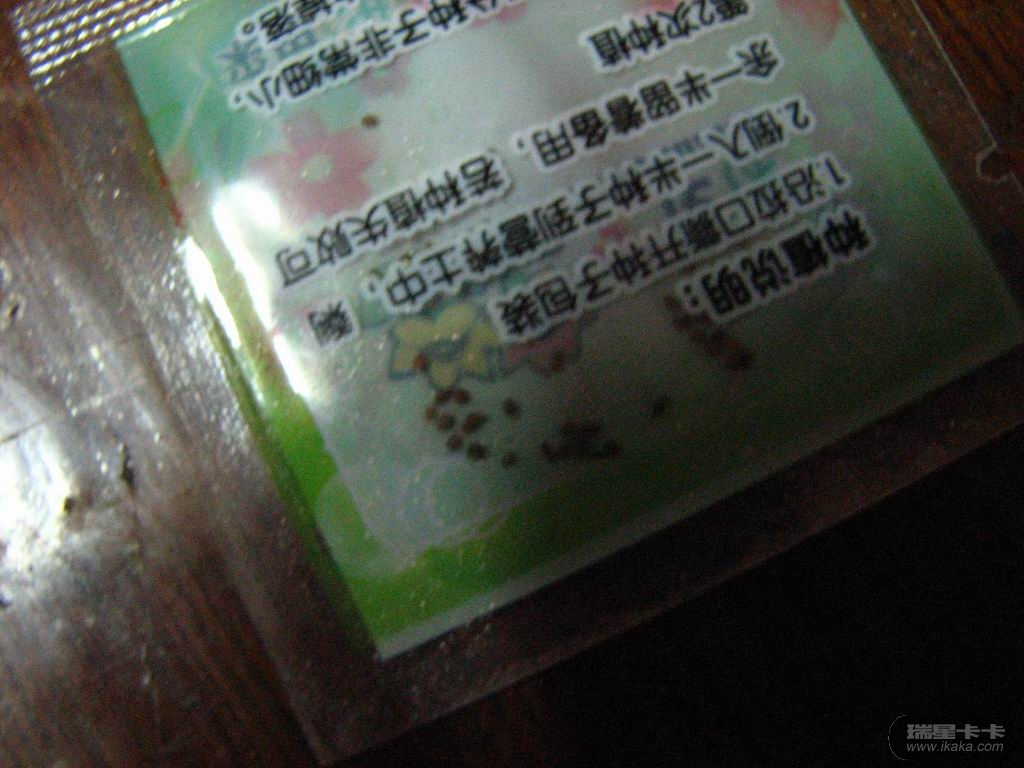 种植说明:
1.沿拉口撕开种子包装
2.倒入一半种子到营养土中,剩
余一半留着备用,若种植失败可
第2次种植
种子非常细小,
掉落。
瑞星卡卡
www.ikaka.com